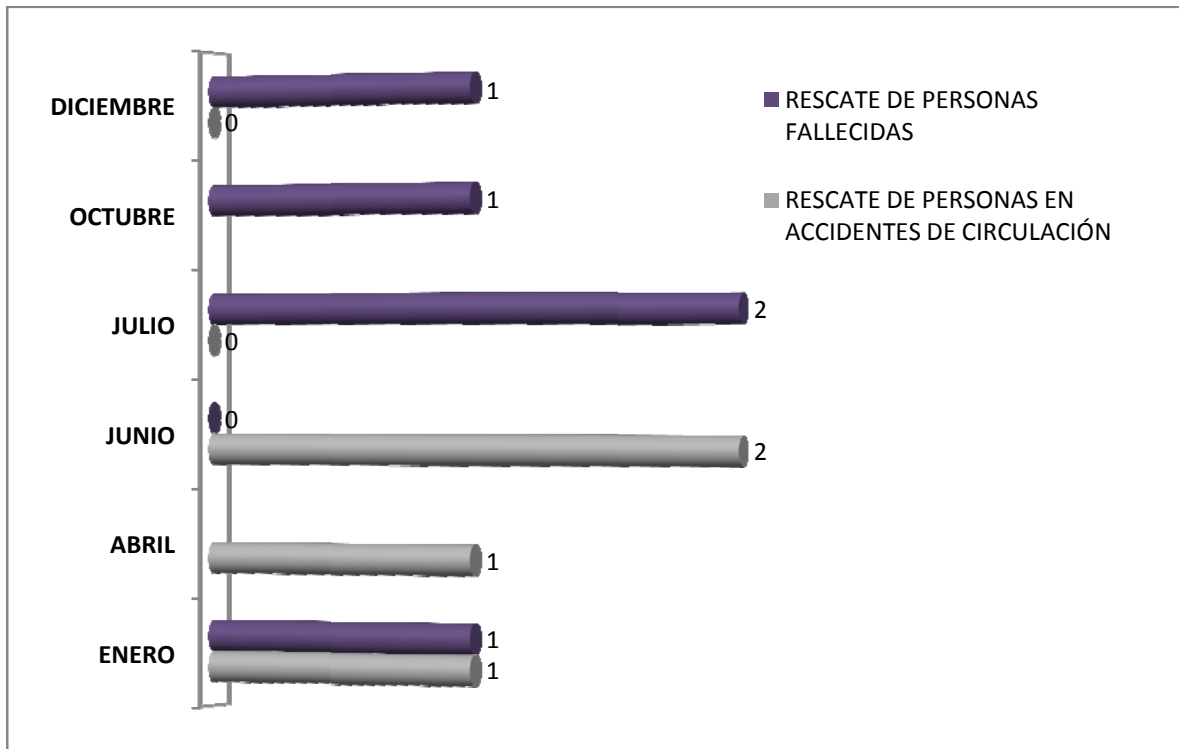 DICIEMBRE
1
0
OCTUBRE
1
JULIO
2
0
JUNIO
0
2
ABRIL
1
ENERO
1
1
RESCATE DE PERSONAS
FALLECIDAS
RESCATE DE PERSONAS EN
ACCIDENTES DE CIRCULACIÓN